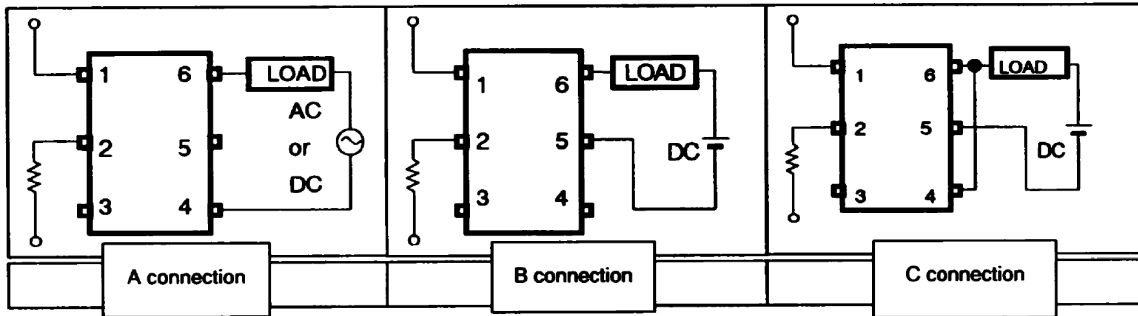 1 6 LOAD
AC
2 5 or
DC
3 4
A connection
1 6 LOAD
2 5 DC
3 4
B connection
1 6 LOAD
2 5
DC
3 4
C connection